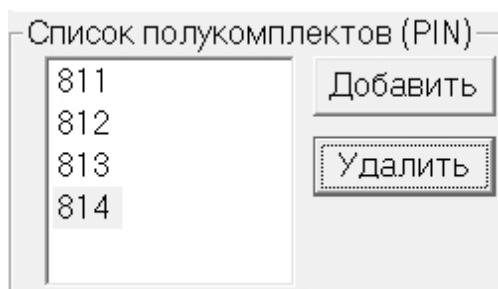 Список полукомплектов (PIN)
811
Добавить
812
813
Удалить
814